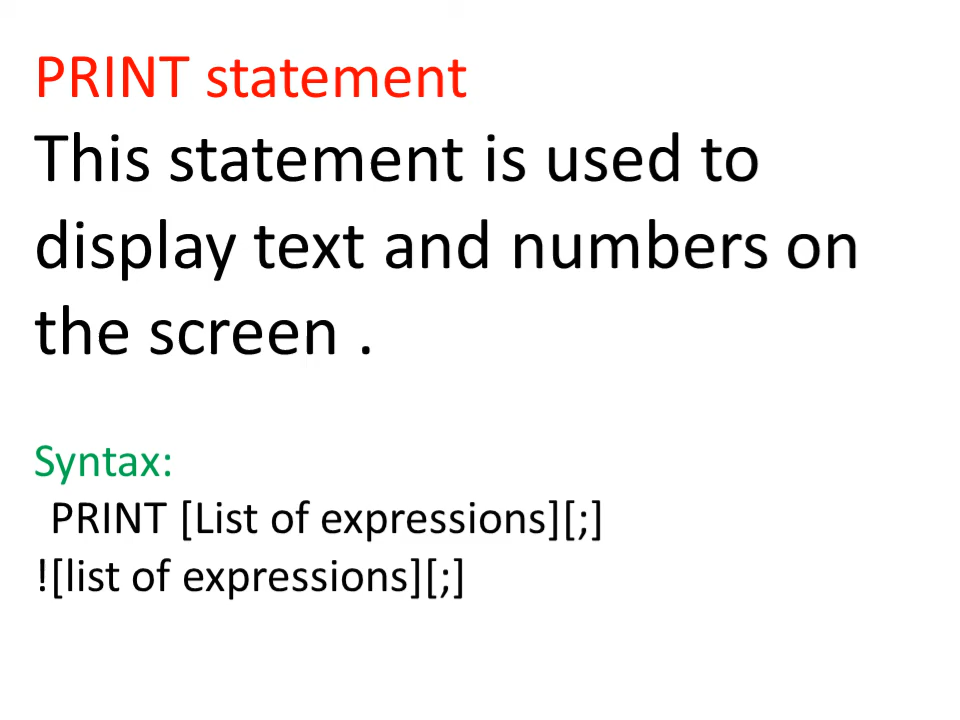 PRINT statement
This statement is used to
display text and numbers on
the screen .
Syntax:
PRINT [List of expressions][;]
![list of expressions][;]